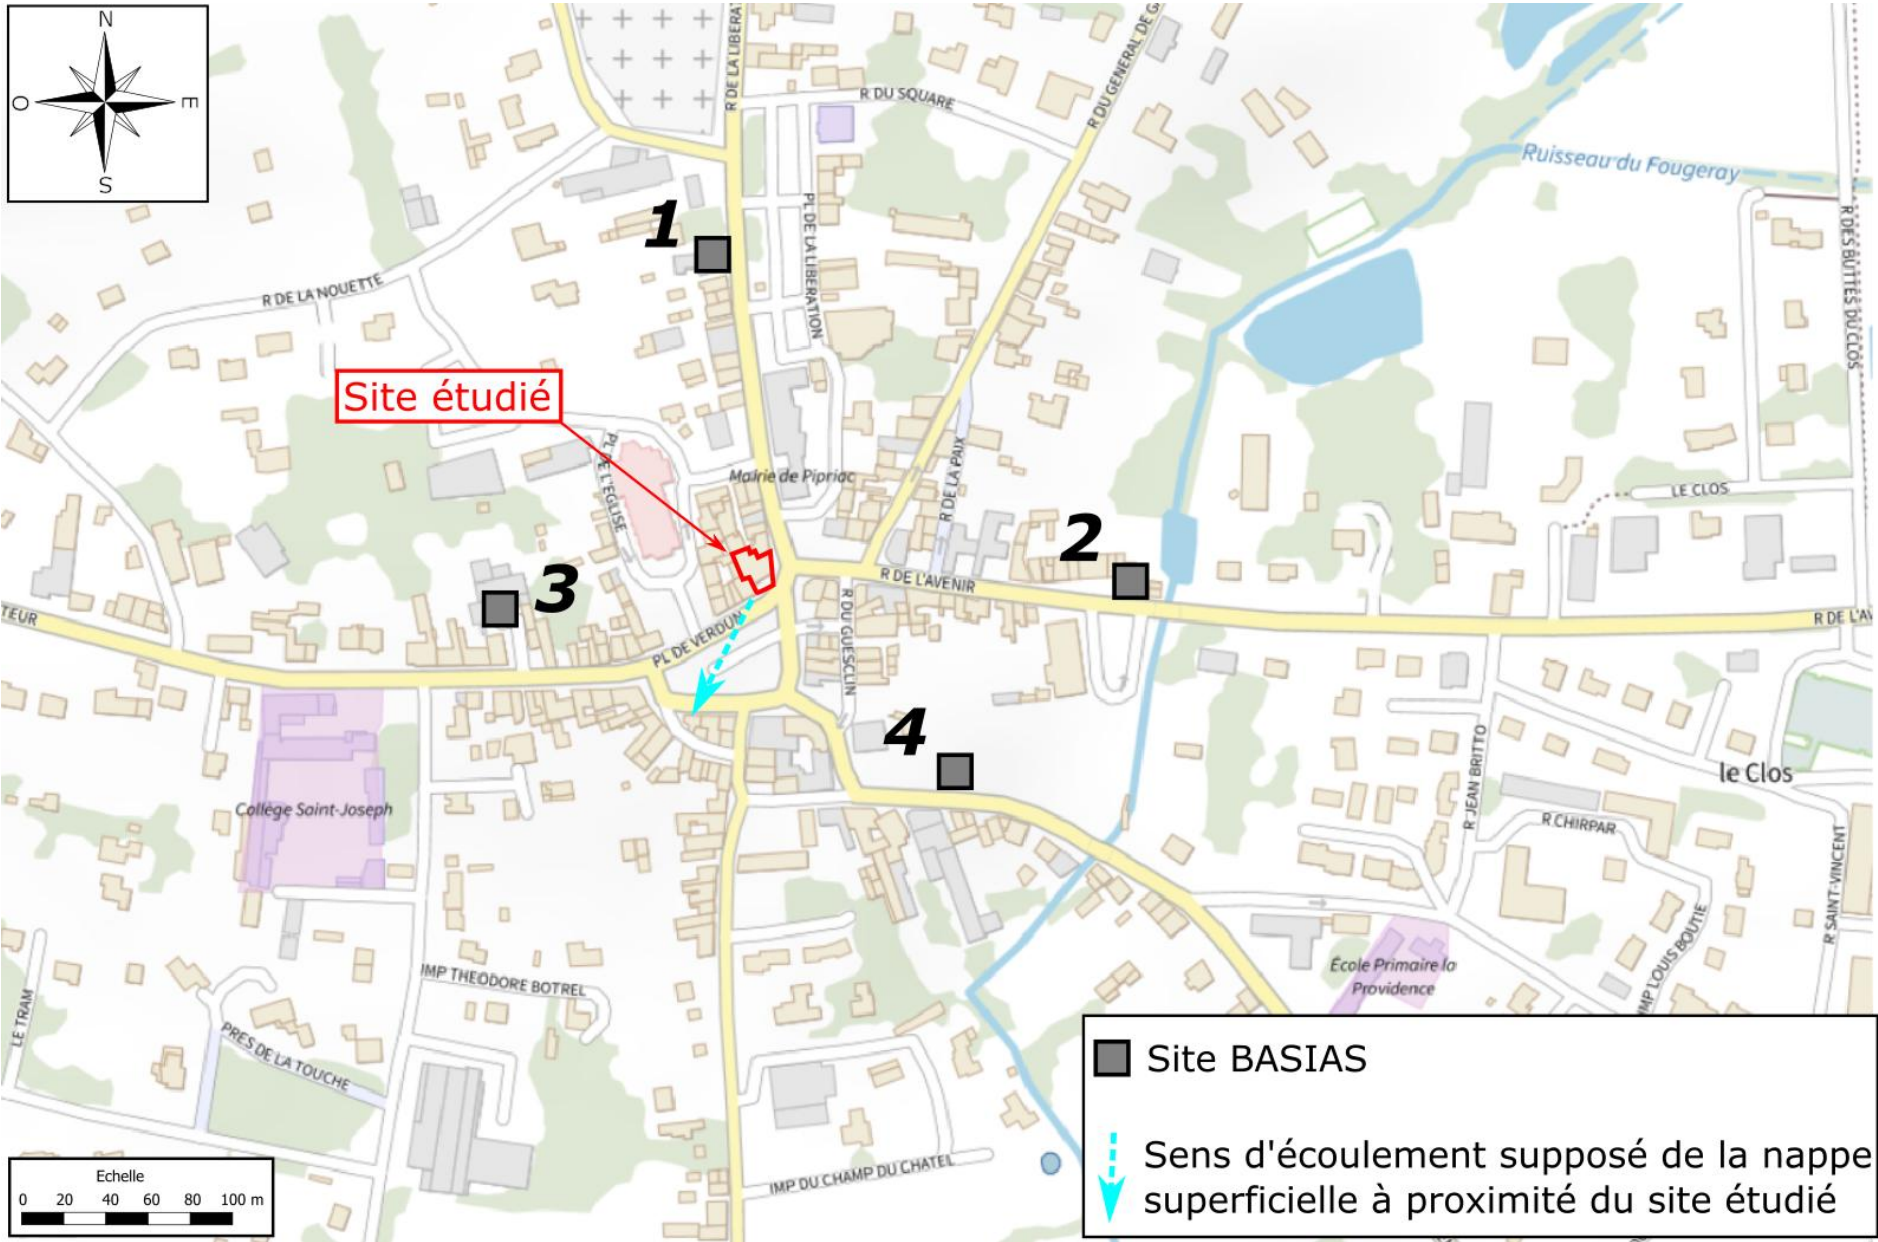 N
O
E
S
R DE LA LIBERAT
R DU SQUARE
R DU GENERAL DE G
Ruisseau du Fougeray
PL DE LA LIBERATION
R DES BUTTES DU CLOS
1
R DE LA NOUETTE
Site étudié
PL DE L'EGLISE
Mairie de Pipriac
R DE LA PAIX
LE CLOS
2
3
R DE L'AVENIR
TEUR
R DE L'AV
PL DE VERDUN
R DU GUESCLIN
4
R JEAN BRITTO
le Clos
Collège Saint-Joseph
R CHIRPAR
R SAINT-VINCENT
IMP THEODORE BOTREL
École Primaire la
Providence
IMP LOUIS BOUTIE
LE TRAM
PRES DE LA TOUCHE
IMP DU CHAMP DU CHATEL
Site BASIAS
Sens d'écoulement supposé de la nappe
superficielle à proximité du site étudié
Echelle
0 20 40 60 80 100 m